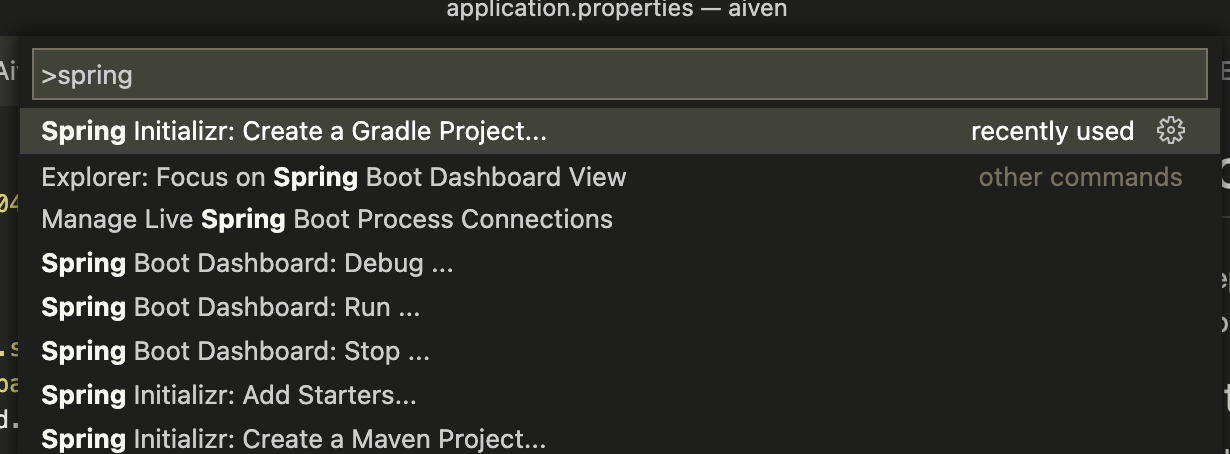 application.properties — aiven
>spring
Spring Initializr: Create a Gradle Project... recently used
Explorer: Focus on Spring Boot Dashboard View other commands
Manage Live Spring Boot Process Connections
Spring Boot Dashboard: Debug ...
Spring Boot Dashboard: Run ...
Spring Boot Dashboard: Stop ...
Spring Initializr: Add Starters...
Spring Initializr: Create a Maven Project...